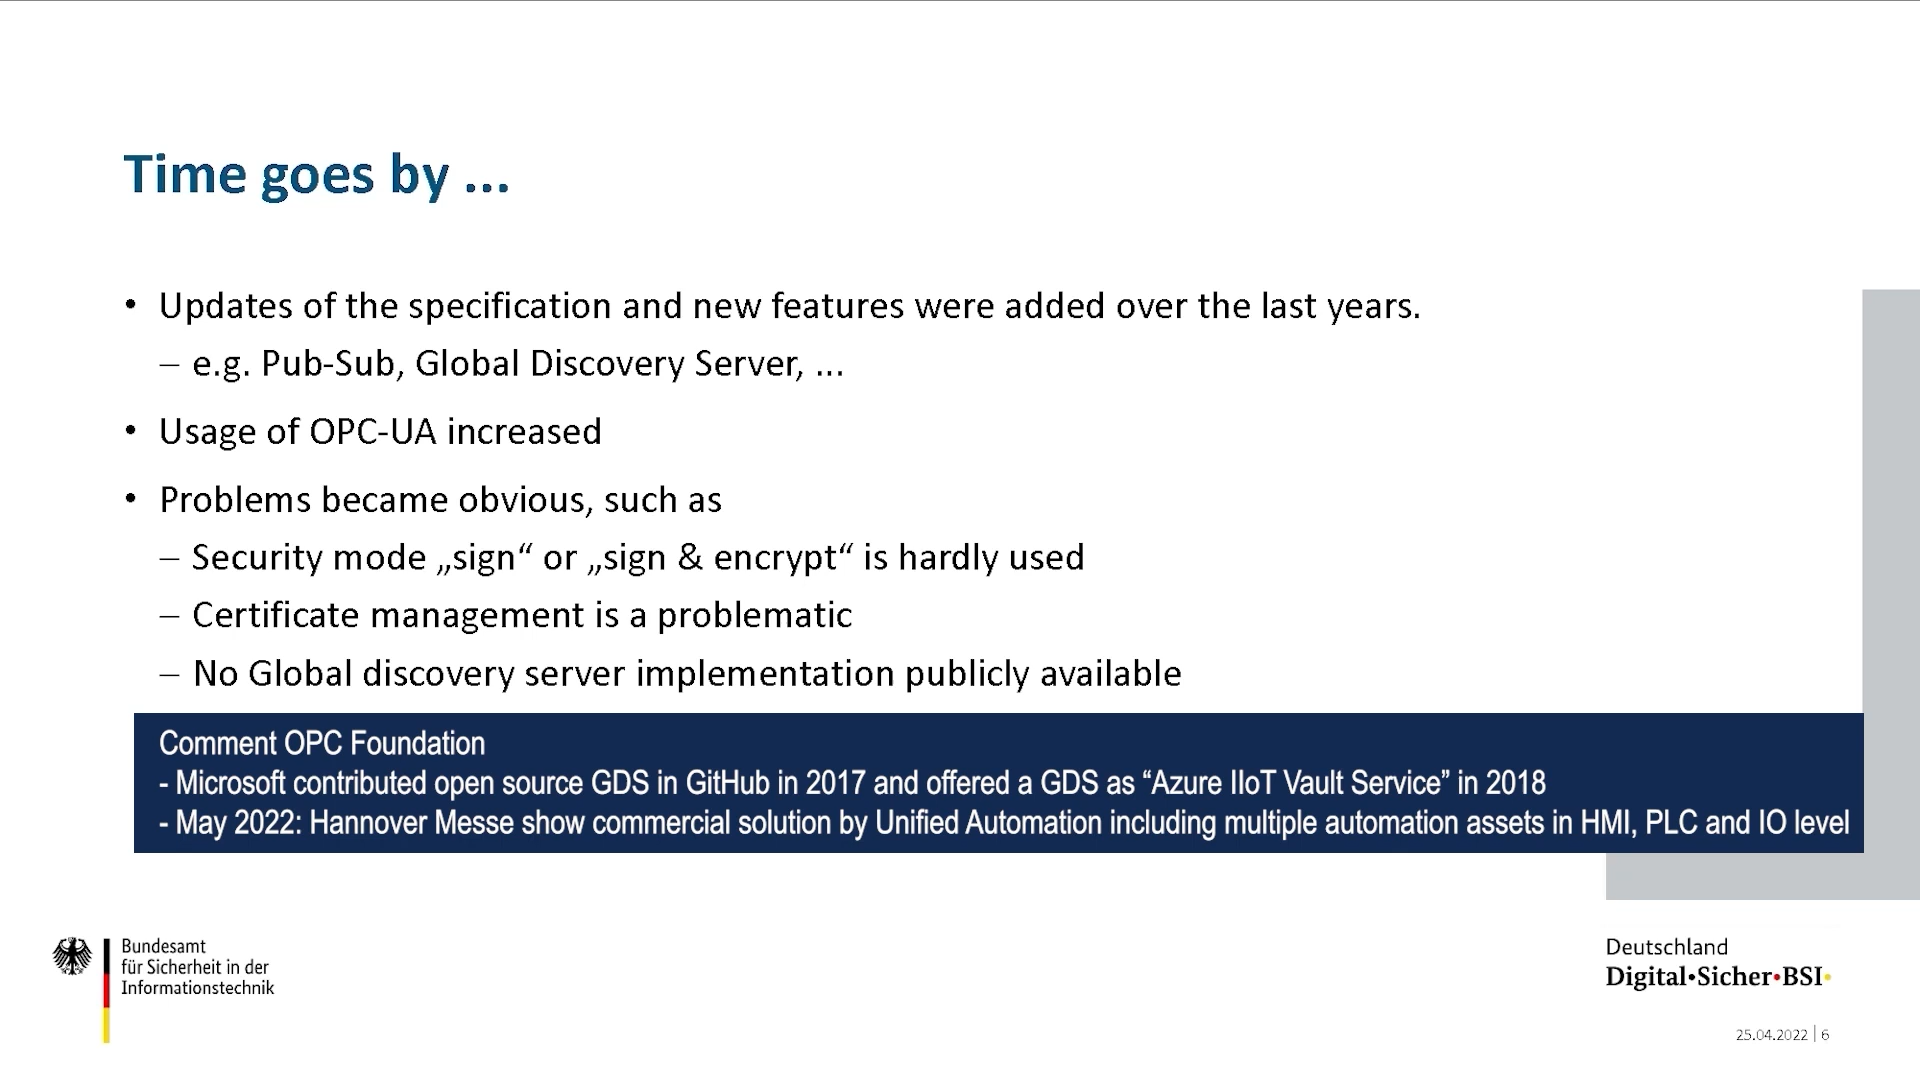 Time goes by ...
• Updates of the specification and new features were added over the last years.
– e.g. Pub-Sub, Global Discovery Server, ...
• Usage of OPC-UA increased
• Problems became obvious, such as
– Security mode „sign“ or „sign & encrypt“ is hardly used
– Certificate management is a problematic
– No Global discovery server implementation publicly available
Comment OPC Foundation
- Microsoft contributed open source GDS in GitHub in 2017 and offered a GDS as “Azure IIoT Vault Service” in 2018
- May 2022: Hannover Messe show commercial solution by Unified Automation including multiple automation assets in HMI, PLC and IO level
Bundesamt
für Sicherheit in der
Informationstechnik
Deutschland
Digital•Sicher•BSI•
25.04.2022 | 6